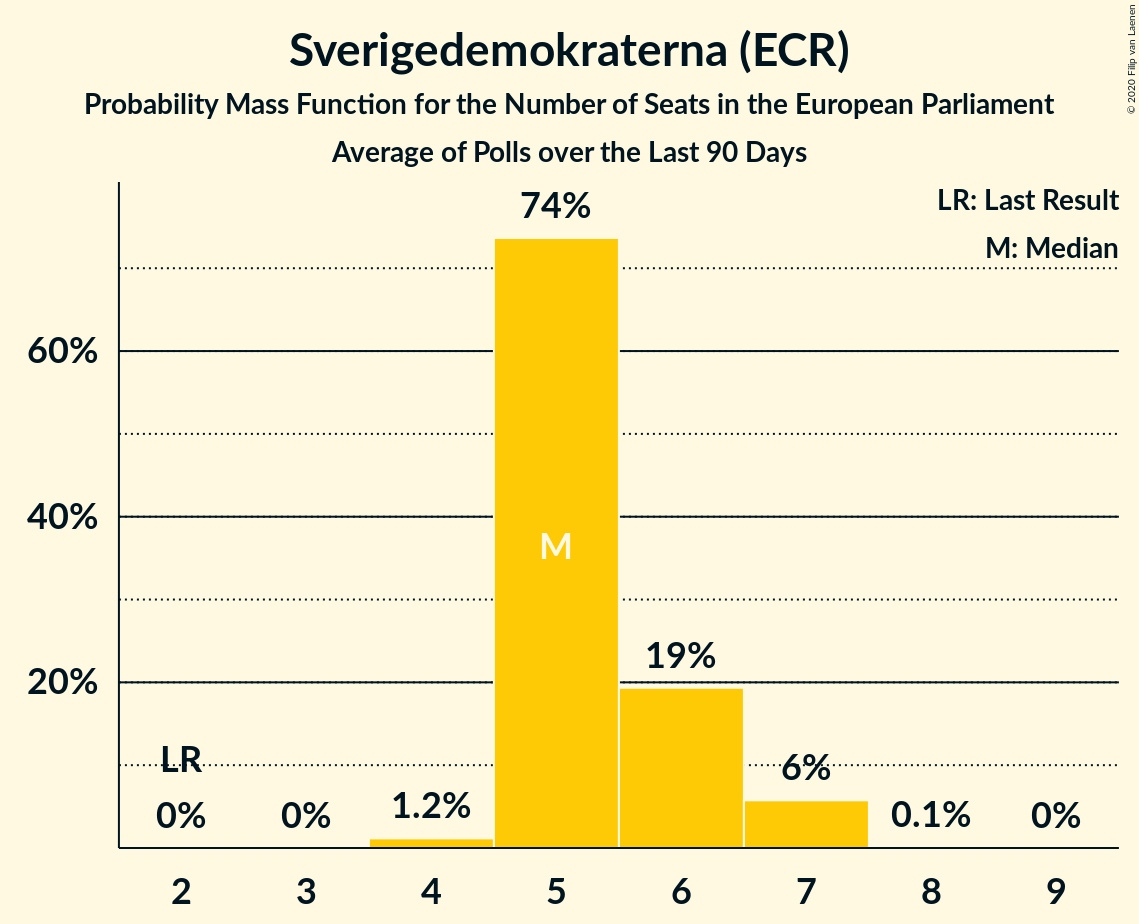 Sverigedemokraterna (ECR)
Probability Mass Function for the Number of Seats in the European Parliament
Average of Polls over the Last 90 Days
© 2020 Filip van Laenen
LR: Last Result
M: Median
74%
60%
40%
20%
M
19%
LR
6%
0%
0%
1.2%
0.1%
0%
2 3 4 5 6 7 8 9